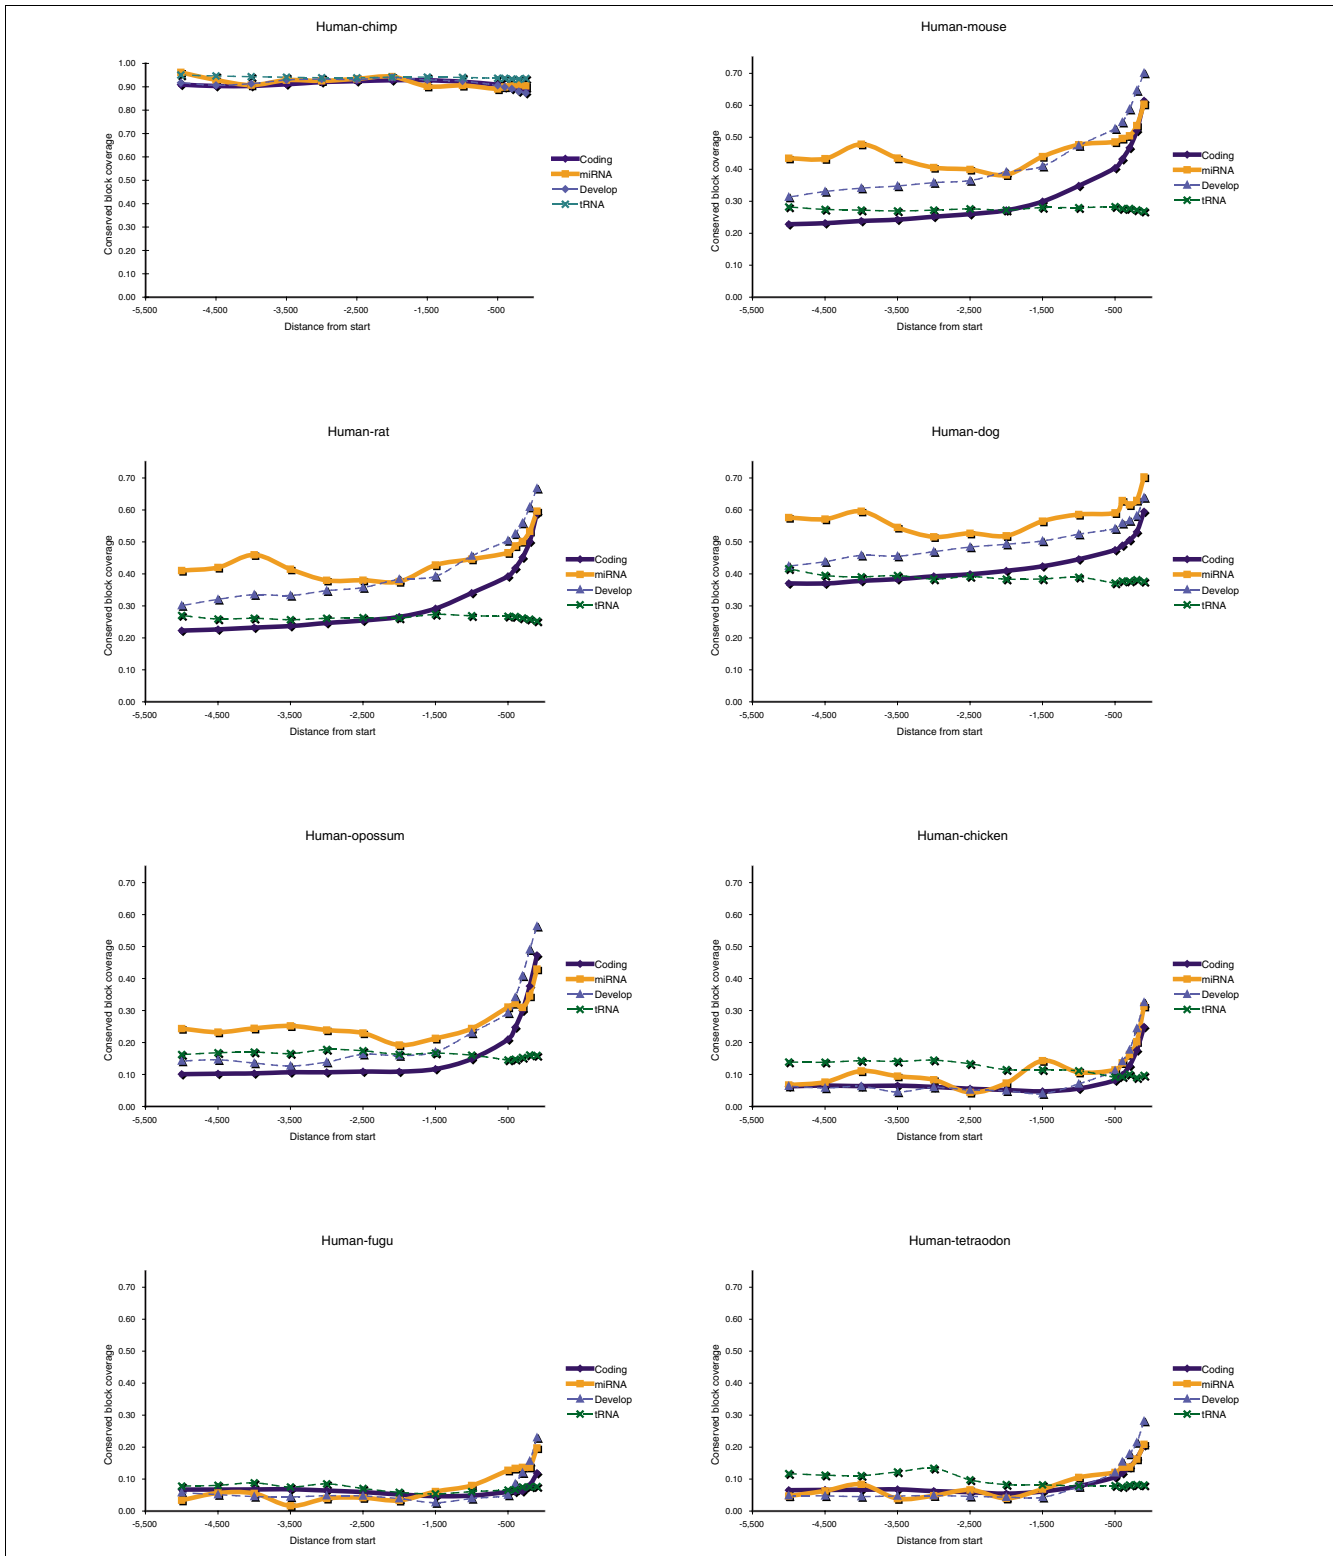 Human-chimp
1.00
0.90
0.80
0.70
0.60
0.50
0.40
0.30
0.20
0.10
0.00
Conserved block coverage
-5,500 -4,500 -3,500 -2,500 -1,500 -500
Distance from start
Coding
miRNA
Develop
tRNA
Human-mouse
0.70
0.60
0.50
0.40
0.30
0.20
0.10
0.00
Conserved block coverage
-5,500 -4,500 -3,500 -2,500 -1,500 -500
Distance from start
Coding
miRNA
Develop
tRNA
Human-rat
0.70
0.60
0.50
0.40
0.30
0.20
0.10
0.00
Conserved block coverage
-5,500 -4,500 -3,500 -2,500 -1,500 -500
Distance from start
Coding
miRNA
Develop
tRNA
Human-dog
0.70
0.60
0.50
0.40
0.30
0.20
0.10
0.00
Conserved block coverage
-5,500 -4,500 -3,500 -2,500 -1,500 -500
Distance from start
Coding
miRNA
Develop
tRNA
Human-opossum
0.70
0.60
0.50
0.40
0.30
0.20
0.10
0.00
Conserved block coverage
-5,500 -4,500 -3,500 -2,500 -1,500 -500
Distance from start
Coding
miRNA
Develop
tRNA
Human-chicken
0.70
0.60
0.50
0.40
0.30
0.20
0.10
0.00
Conserved block coverage
-5,500 -4,500 -3,500 -2,500 -1,500 -500
Distance from start
Coding
miRNA
Develop
tRNA
Human-fugu
0.70
0.60
0.50
0.40
0.30
0.20
0.10
0.00
Conserved block coverage
-5,500 -4,500 -3,500 -2,500 -1,500 -500
Distance from start
Coding
miRNA
Develop
tRNA
Human-tetraodon
0.70
0.60
0.50
0.40
0.30
0.20
0.10
0.00
Conserved block coverage
-5,500 -4,500 -3,500 -2,500 -1,500 -500
Distance from start
Coding
miRNA
Develop
tRNA